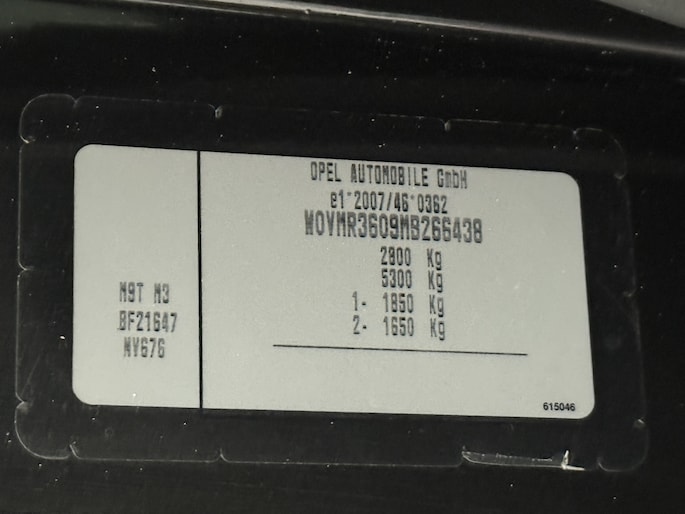 OPEL AUTOMOBILE GmbH
e1*2007/46*0362
W0VMR3609MB266438
2800 Kg
5300 Kg
1- 1850 Kg
2- 1650 Kg
M9T M3
BF21647
NV676
615046